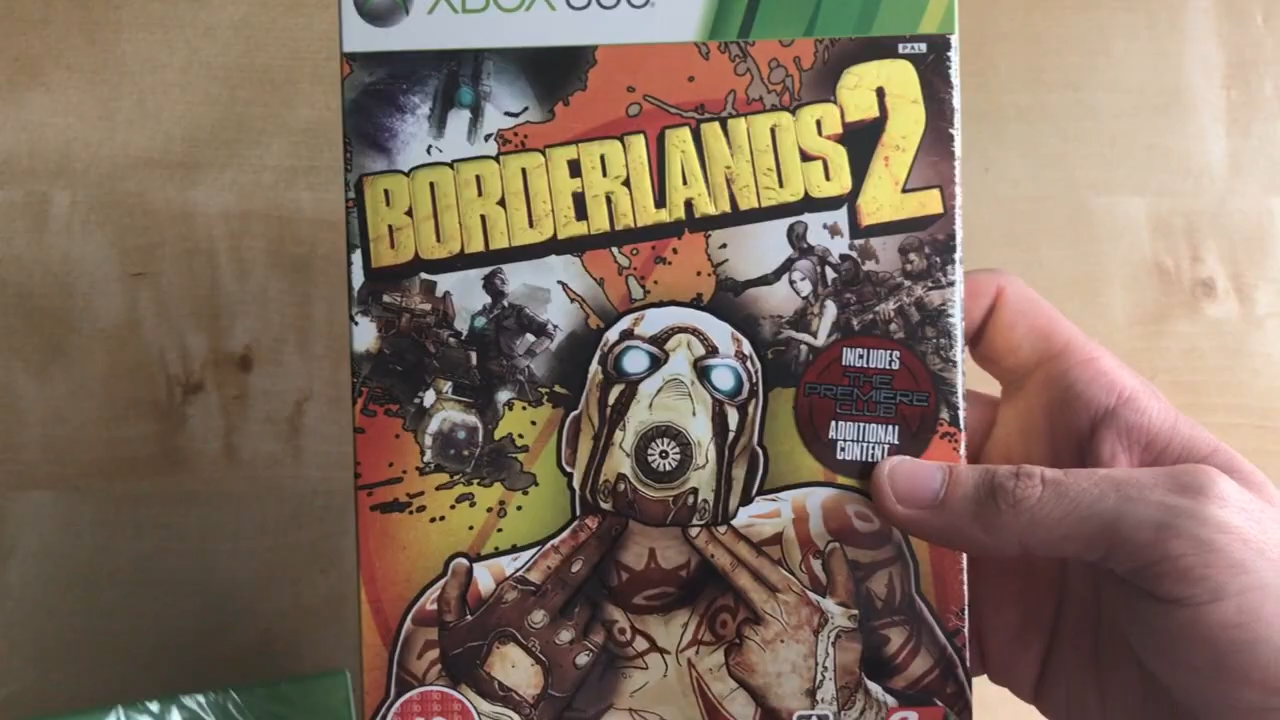 XBOX 360
PAL
BORDERLANDS 2
INCLUDES
THE
PREMIERE
CLUB
ADDITIONAL
CONTENT